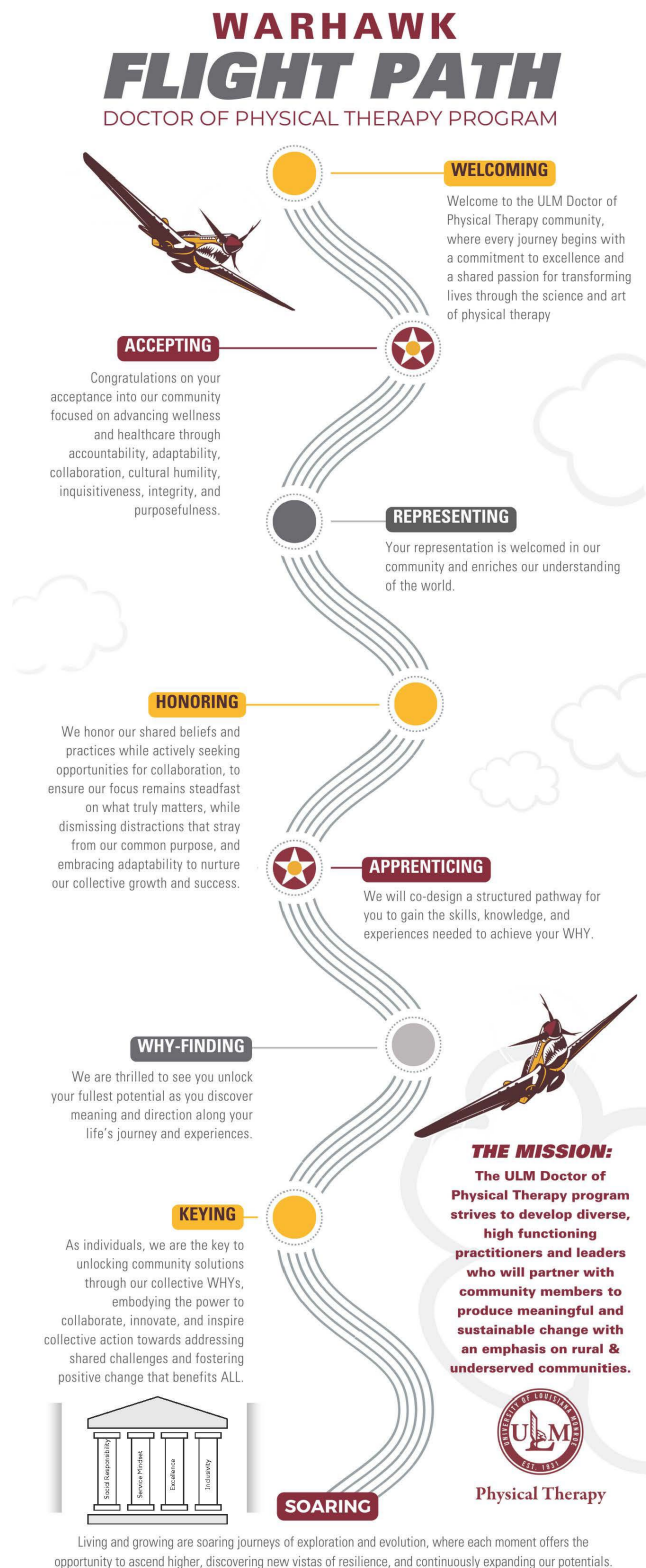 WARHAWK
FLIGHT PATH
DOCTOR OF PHYSICAL THERAPY PROGRAM
WELCOMING
Welcome to the ULM Doctor of
Physical Therapy community,
where every journey begins with
a commitment to excellence and
a shared passion for transforming
lives through the science and art
of physical therapy
ACCEPTING
Congratulations on your
acceptance into our community
focused on advancing wellness
and healthcare through
accountability, adaptability,
collaboration, cultural humility,
inquisitiveness, integrity, and
purposefulness.
REPRESENTING
Your representation is welcomed in our
community and enriches our understanding
of the world.
HONORING
We honor our shared beliefs and
practices while actively seeking
opportunities for collaboration, to
ensure our focus remains steadfast
on what truly matters, while
dismissing distractions that stray
from our common purpose, and
embracing adaptability to nurture
our collective growth and success.
APPRENTICING
We will co-design a structured pathway for
you to gain the skills, knowledge, and
experiences needed to achieve your WHY.
WHY-FINDING
We are thrilled to see you unlock
your fullest potential as you discover
meaning and direction along your
life's journey and experiences.
THE MISSION:
The ULM Doctor of
Physical Therapy program
strives to develop diverse,
high functioning
practitioners and leaders
who will partner with
community members to
produce meaningful and
sustainable change with
an emphasis on rural &
underserved communities.
KEYING
As individuals, we are the key to
unlocking community solutions
through our collective WHYs,
embodying the power to
collaborate, innovate, and inspire
collective action towards addressing
shared challenges and fostering
positive change that benefits ALL.
Social Responsibility
Service Mindset
Excellence
Inclusivity
UNIVERSITY OF LOUISIANA MONROE
ULM
EST. 1931
Physical Therapy
SOARING
Living and growing are soaring journeys of exploration and evolution, where each moment offers the
opportunity to ascend higher, discovering new vistas of resilience, and continuously expanding our potentials.